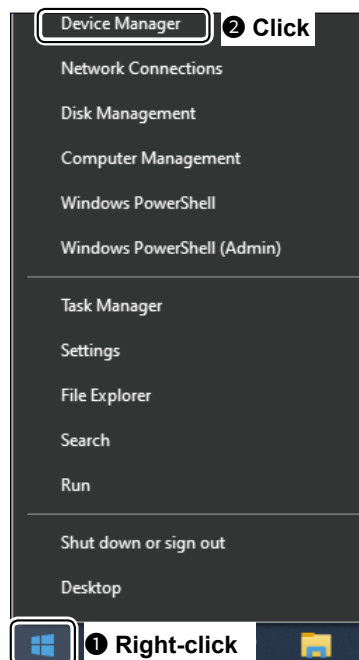 Device Manager ❷ Click
Network Connections
Disk Management
Computer Management
Windows PowerShell
Windows PowerShell (Admin)
Task Manager
Settings
File Explorer
Search
Run
Shut down or sign out
Desktop
❶ Right-click